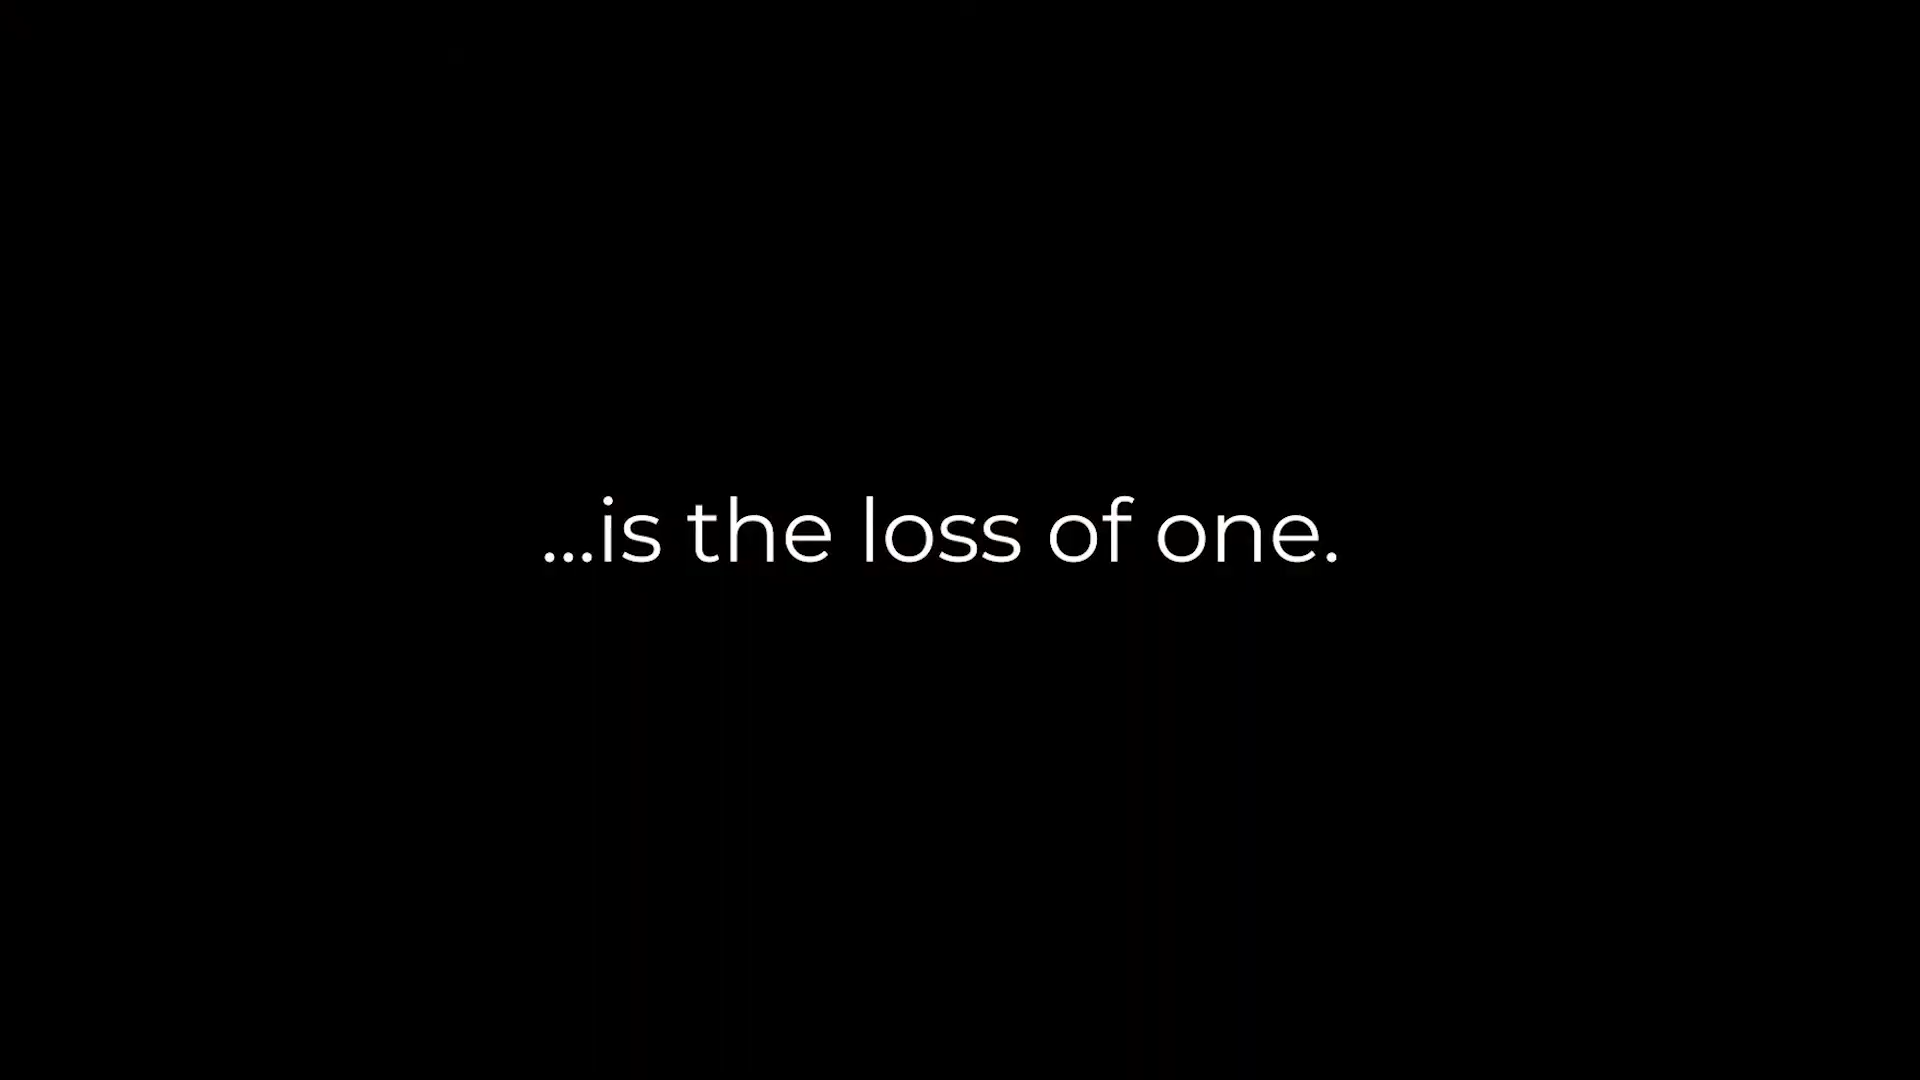 ...is the loss of one.